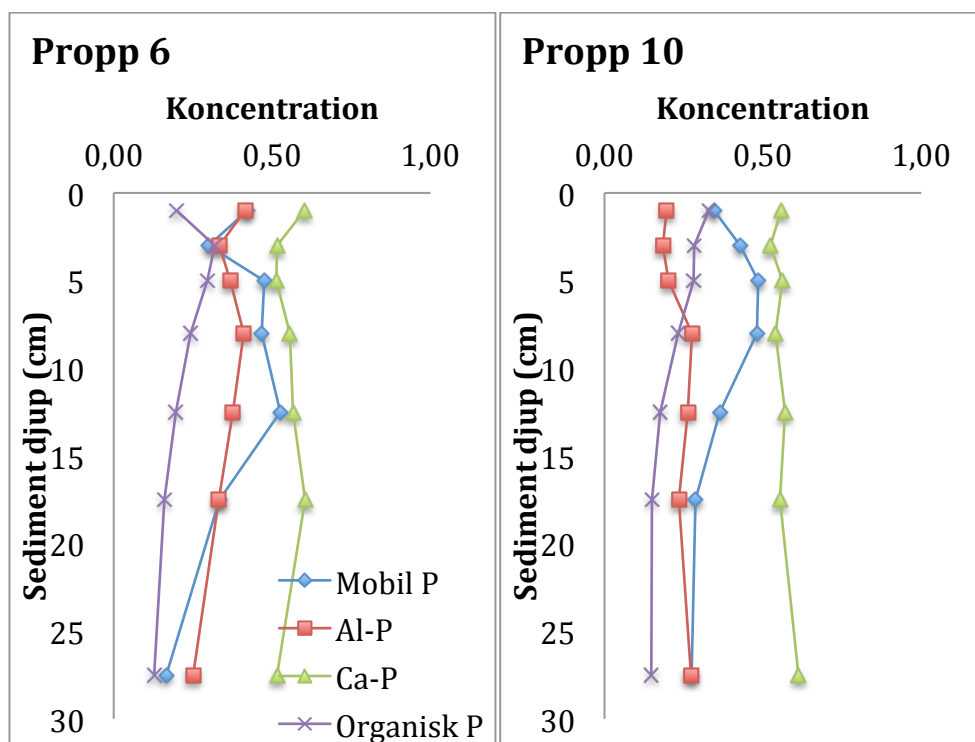 Propp 6
Koncentration
0,00 0,50 1,00
Sediment djup (cm)
0
5
10
15
20
25
30
Mobil P
Al-P
Ca-P
Organisk P
Propp 10
Koncentration
0,00 0,50 1,00
Sediment djup (cm)
0
5
10
15
20
25
30